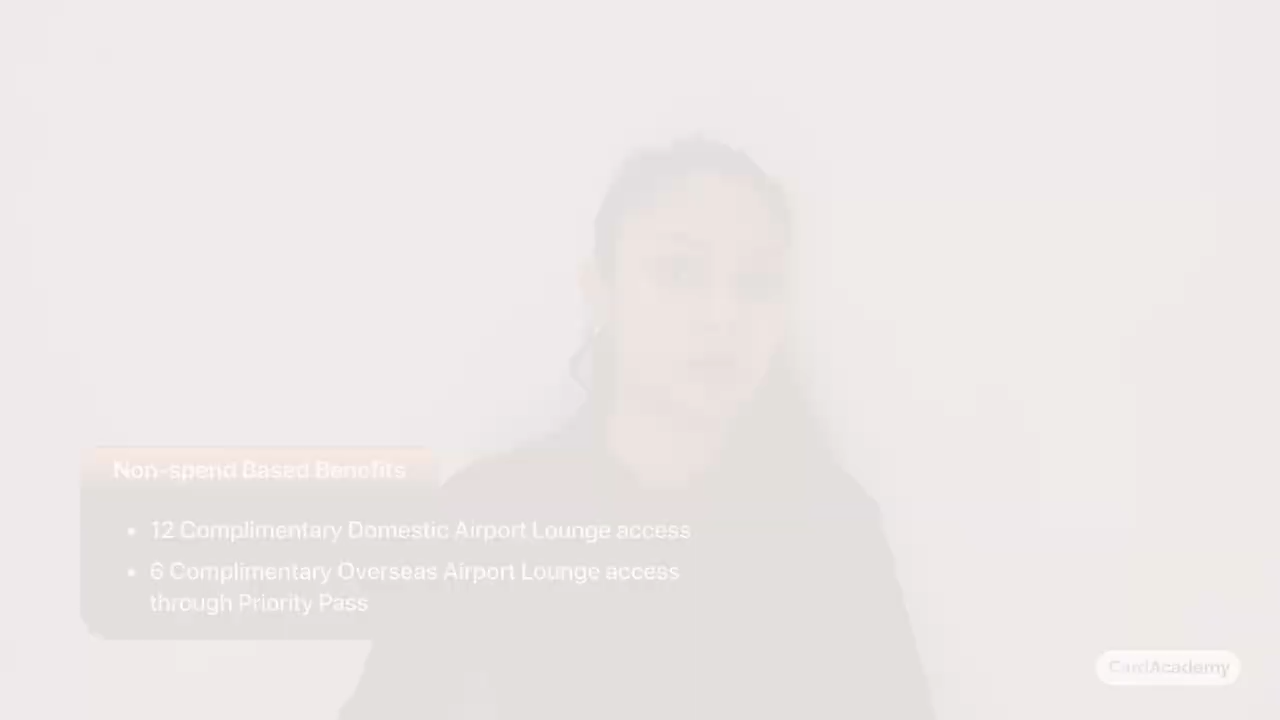 Non-spend Based Benefits
• 12 Complimentary Domestic Airport Lounge access
• 6 Complimentary Overseas Airport Lounge access
through Priority Pass
CardAcademy